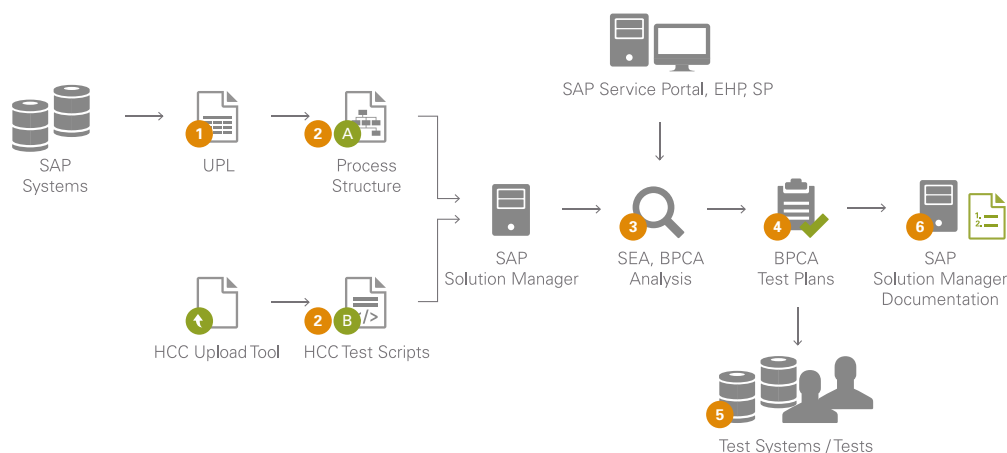 SAP Service Portal, EHP, SP
1
2
A
SAP
Systems
UPL
Process
Structure
3
4
6
1.
2.
SAP
Solution Manager
SEA, BPCA
Analysis
BPCA
Test Plans
SAP
Solution Manager
Documentation
2
B
</>
HCC Upload Tool
HCC Test Scripts
5
Test Systems / Tests